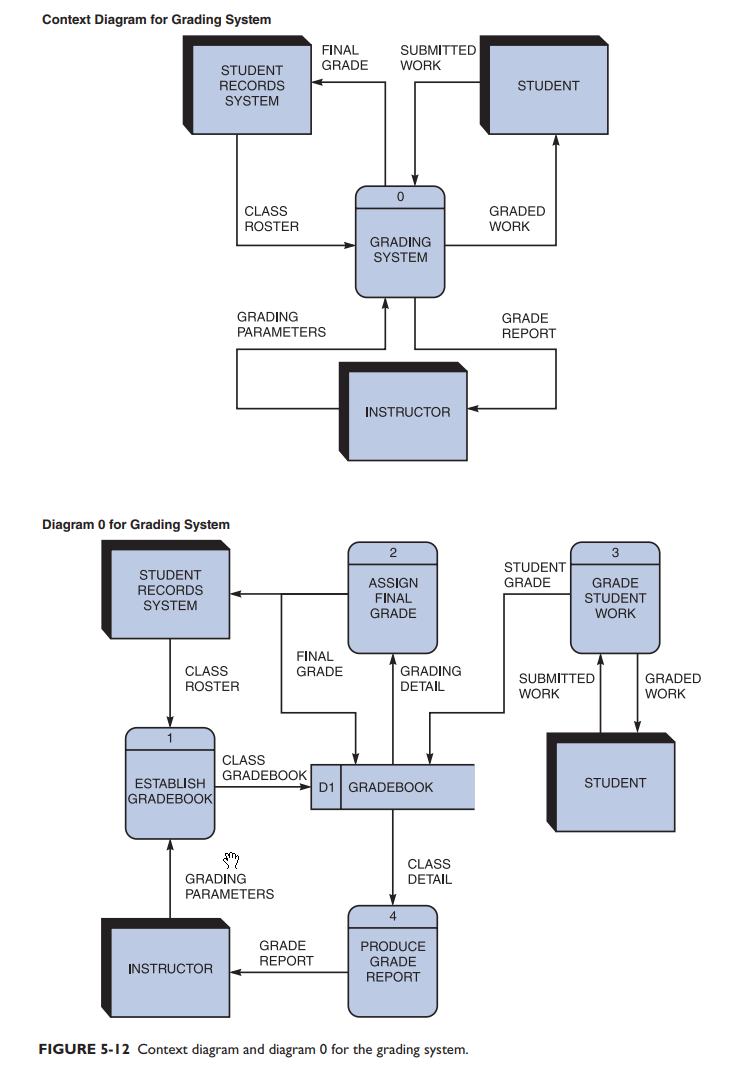 Context Diagram for Grading System
STUDENT
RECORDS
SYSTEM
FINAL
GRADE
SUBMITTED
WORK
STUDENT
CLASS
ROSTER
0
GRADING
SYSTEM
GRADED
WORK
GRADING
PARAMETERS
GRADE
REPORT
INSTRUCTOR
Diagram 0 for Grading System
STUDENT
RECORDS
SYSTEM
2
ASSIGN
FINAL
GRADE
STUDENT
GRADE
3
GRADE
STUDENT
WORK
CLASS
ROSTER
FINAL
GRADE
GRADING
DETAIL
SUBMITTED
WORK
GRADED
WORK
1
ESTABLISH
GRADEBOOK
CLASS
GRADEBOOK
D1
GRADEBOOK
STUDENT
GRADING
PARAMETERS
CLASS
DETAIL
INSTRUCTOR
GRADE
REPORT
4
PRODUCE
GRADE
REPORT
FIGURE 5-12 Context diagram and diagram 0 for the grading system.